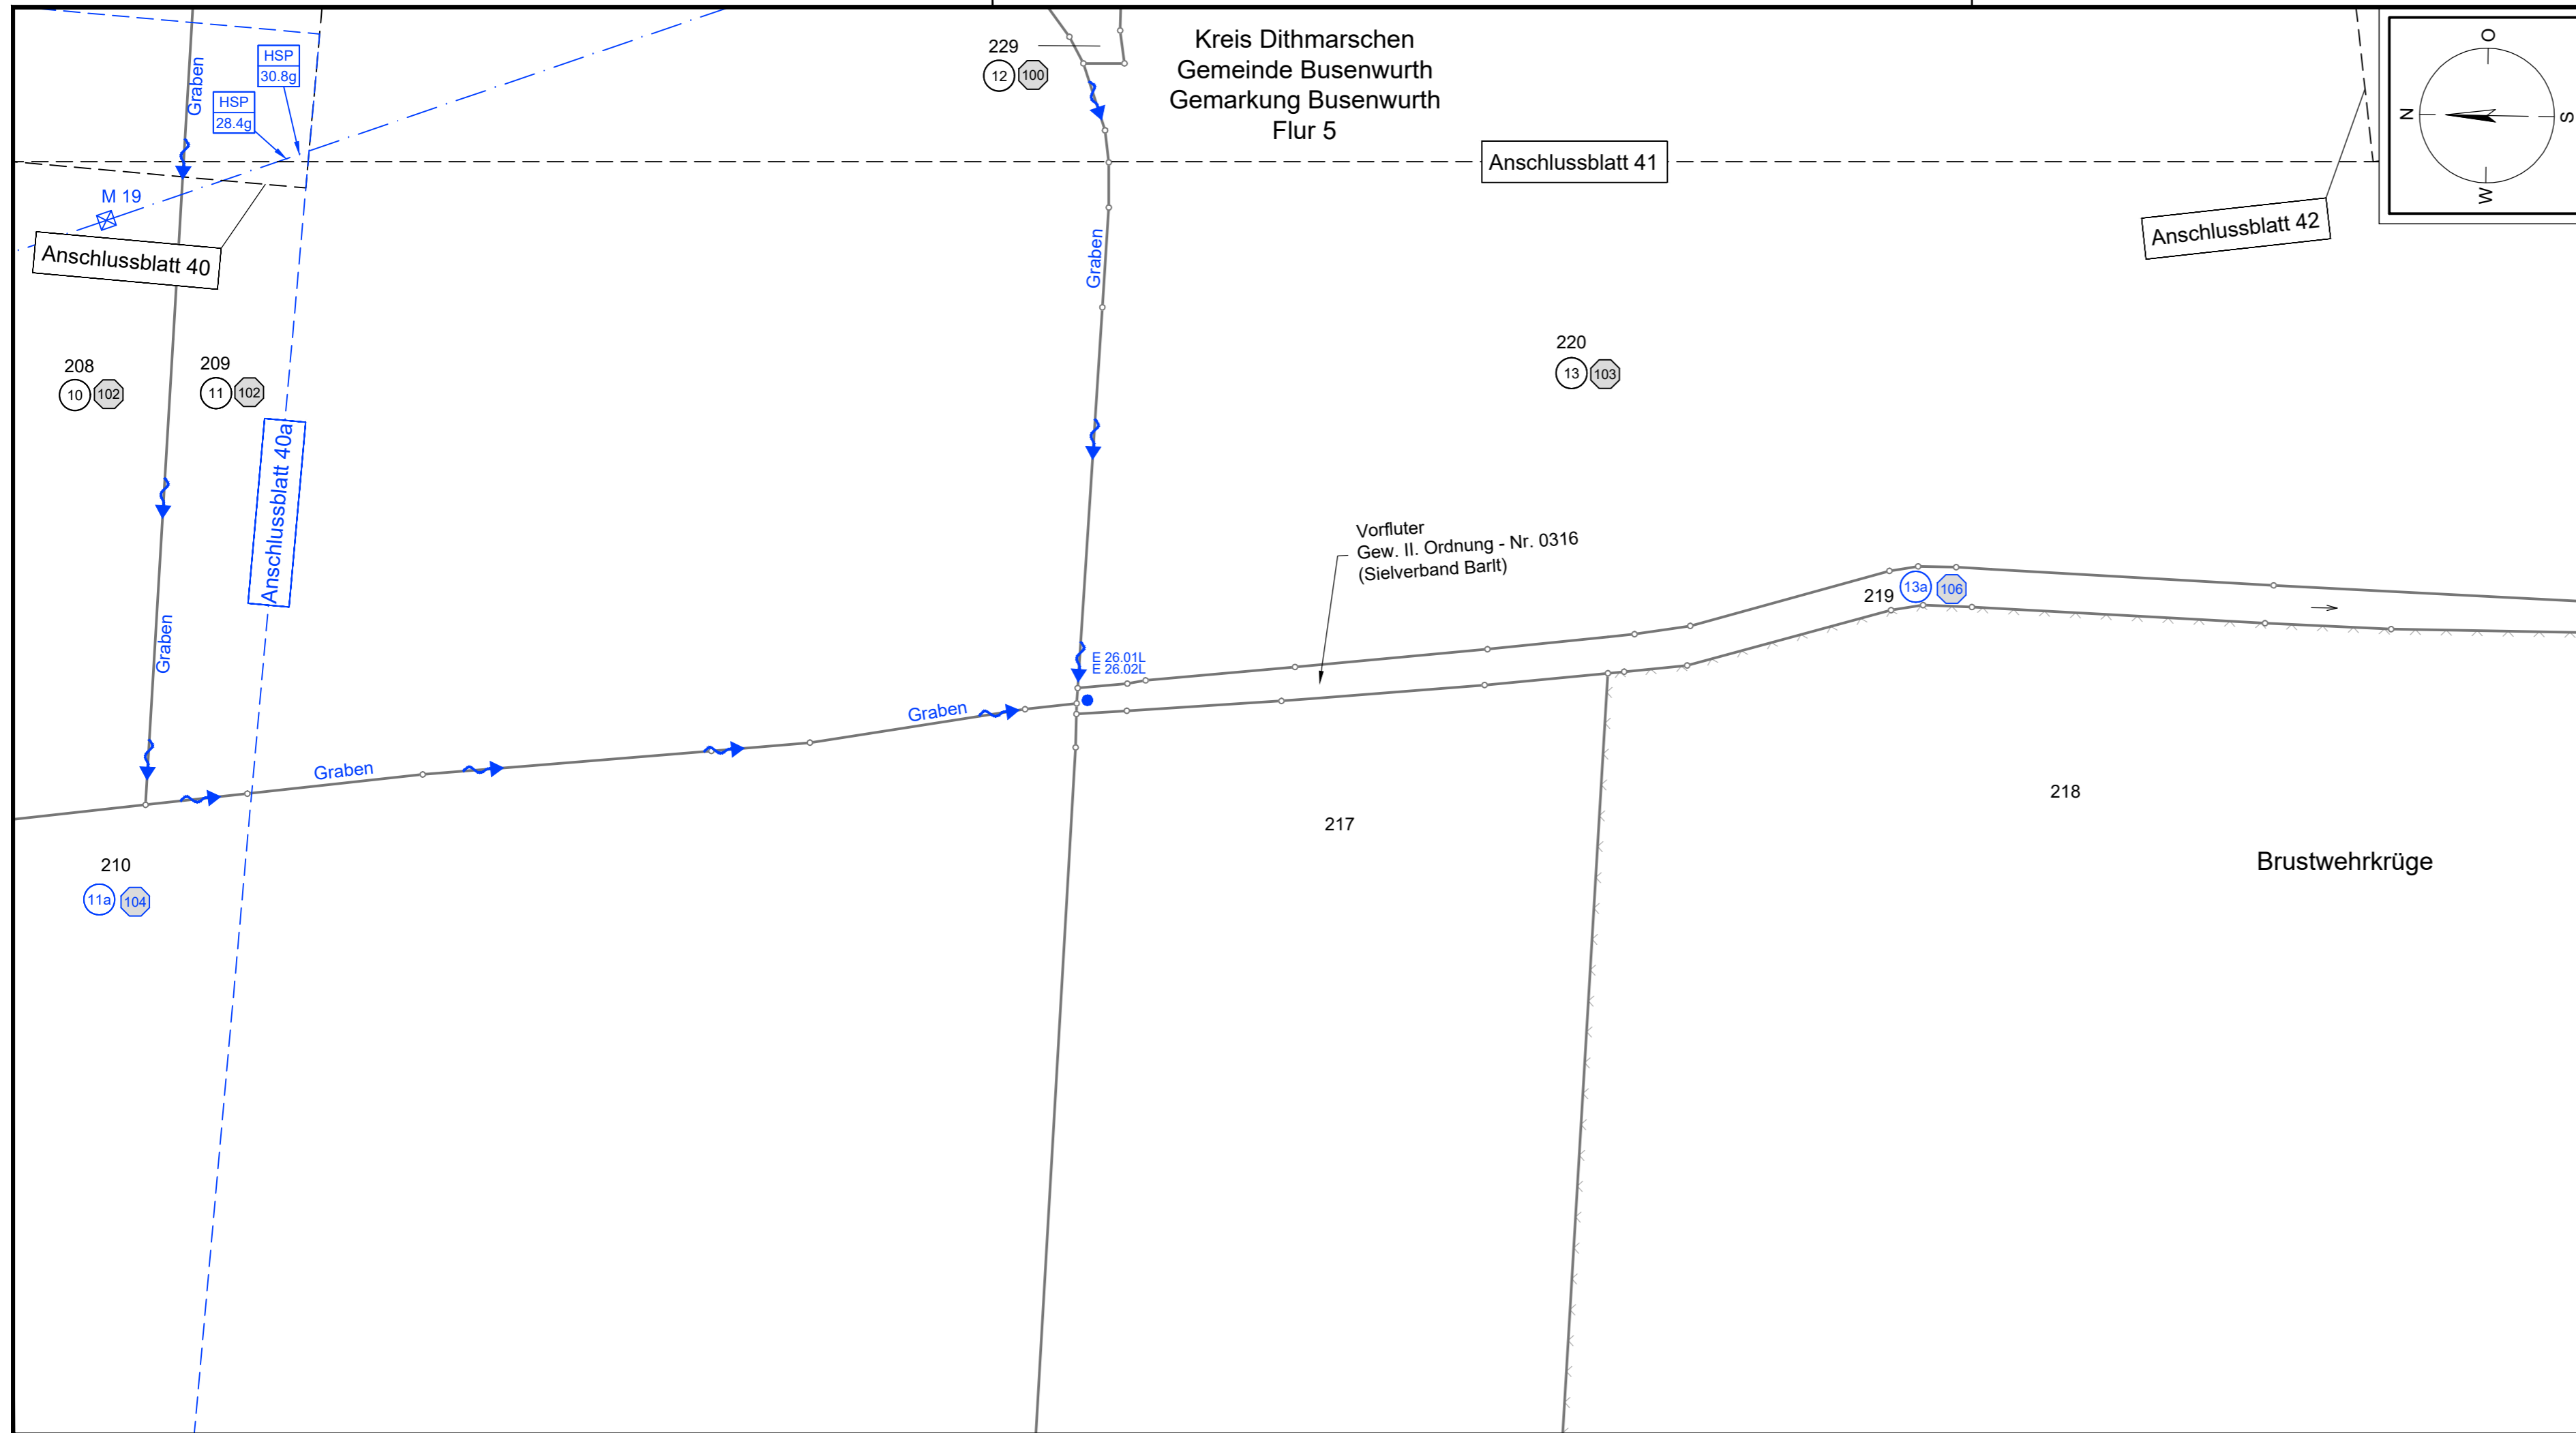 Graben
HSP
30.8g
HSP
28.4g
M 19
Anschlussblatt 40
229
12
100
Kreis Dithmarschen
Gemeinde Busenwurth
Gemarkung Busenwurth
Flur 5
Anschlussblatt 41
Anschlussblatt 42
O
N
S
W
Graben
208
10
102
209
11
102
Anschlussblatt 40a
220
13
103
Vorfluter
Gew. II. Ordnung - Nr. 0316
(Sielverband Barlt)
219
13a
106
Graben
E 26.01L
E 26.02L
Graben
Graben
210
11a
104
217
218
Brustwehrkrüge